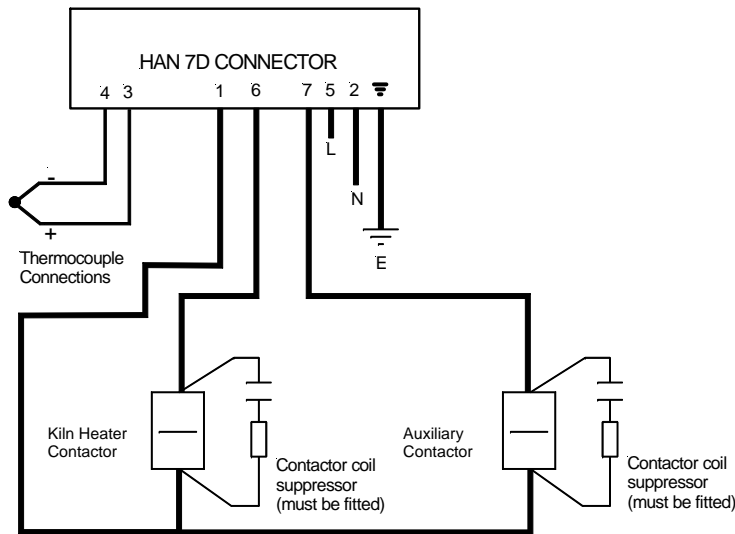 HAN 7D CONNECTOR
4 3 1 6 7 5 2
L
-
N
+
E
Thermocouple
Connections
Kiln Heater
Contactor
Contactor coil
suppressor
(must be fitted)
Auxiliary
Contactor
Contactor coil
suppressor
(must be fitted)